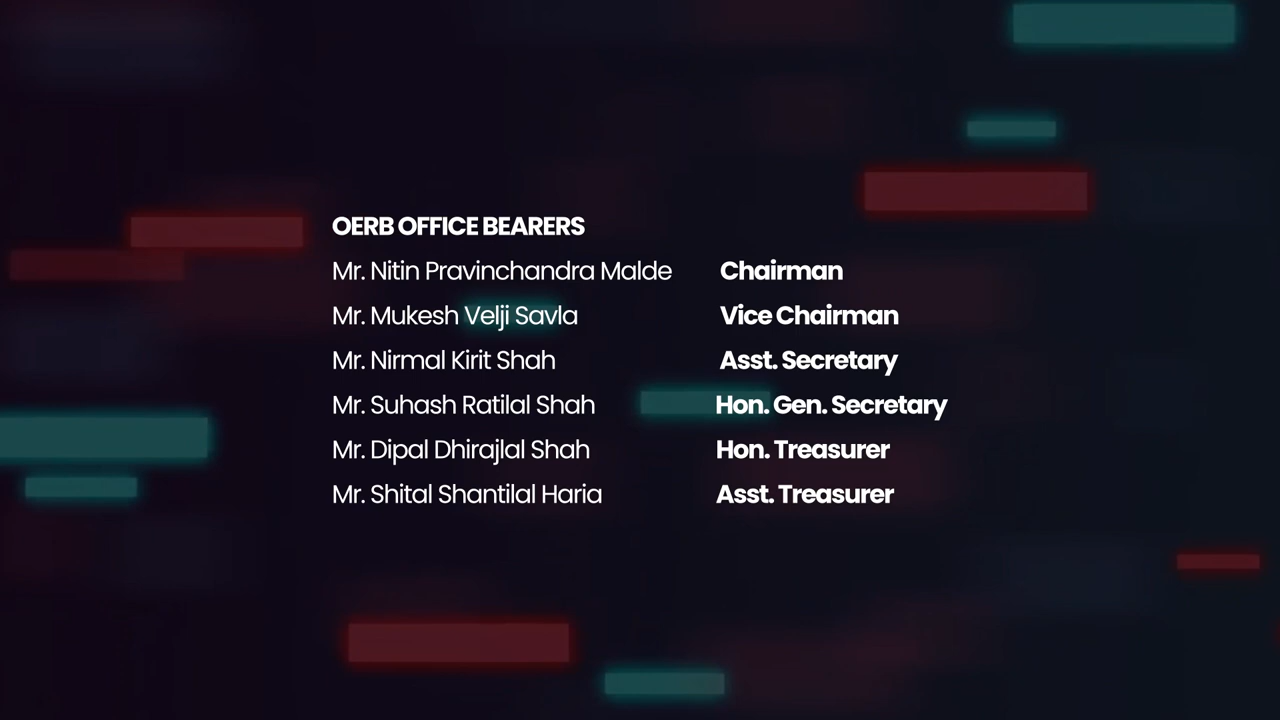 OERB OFFICE BEARERS
Mr. Nitin Pravinchandra Malde Chairman
Mr. Mukesh Velji Savla Vice Chairman
Mr. Nirmal Kirit Shah Asst. Secretary
Mr. Suhash Ratilal Shah Hon. Gen. Secretary
Mr. Dipal Dhirajlal Shah Hon. Treasurer
Mr. Shital Shantilal Haria Asst. Treasurer